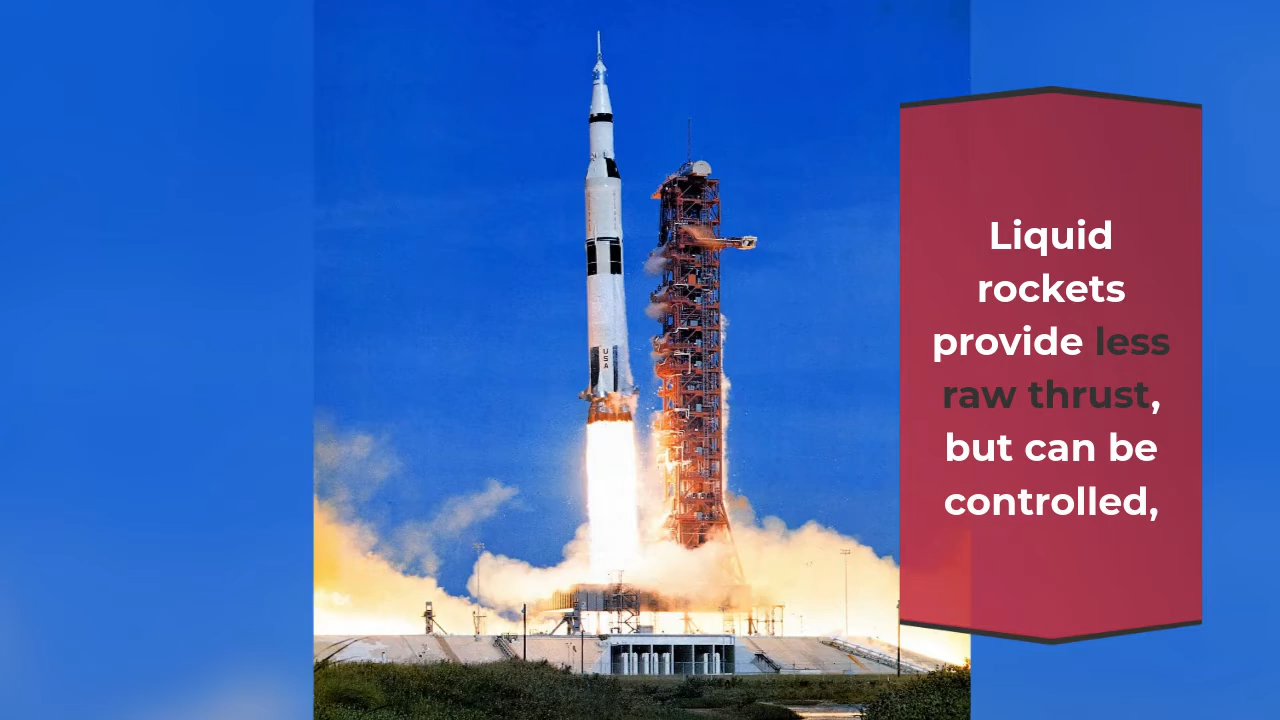 USA
Liquid
rockets
provide less
raw thrust,
but can be
controlled,